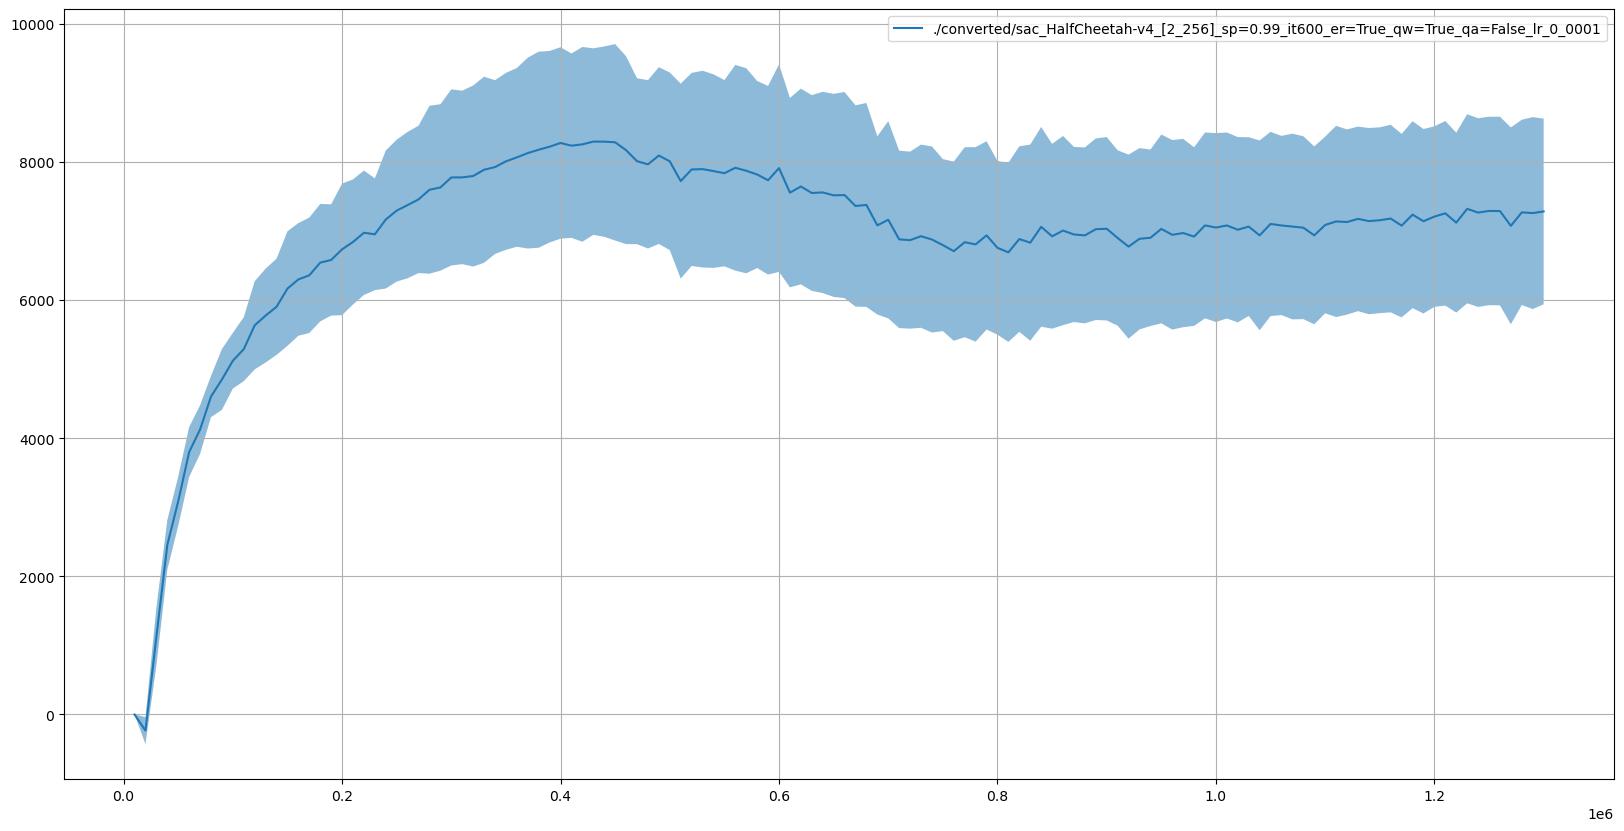 10000
./converted/sac_HalfCheetah-v4_[2_256]_sp=0.99_it600_er=True_qw=True_qa=False_lr_0_0001
8000
6000
4000
2000
0
0.0 0.2 0.4 0.6 0.8 1.0 1.2
1e6